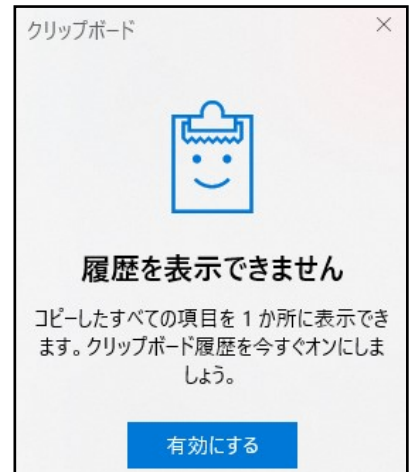 クリップボード
履歴を表示できません
コピーしたすべての項目を 1 か所に表示でき
ます。クリップボード履歴を今すぐオンにしま
しょう。
有効にする